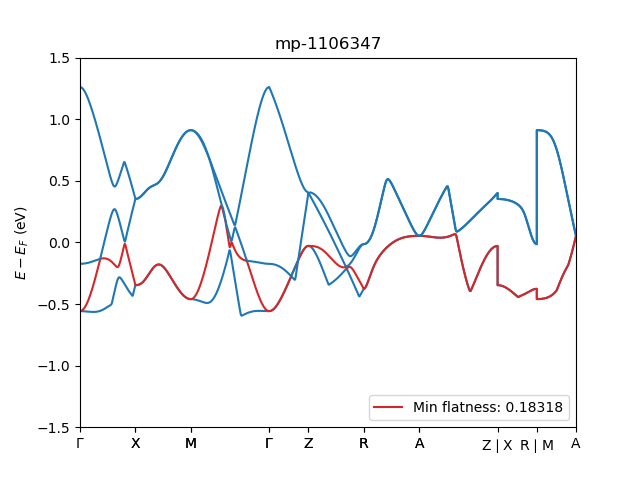 mp-1106347
E − E_F (eV)
1.5
1.0
0.5
0.0
−0.5
−1.0
−1.5
Min flatness: 0.18318
Γ X M Γ Z R A Z | X R | M A